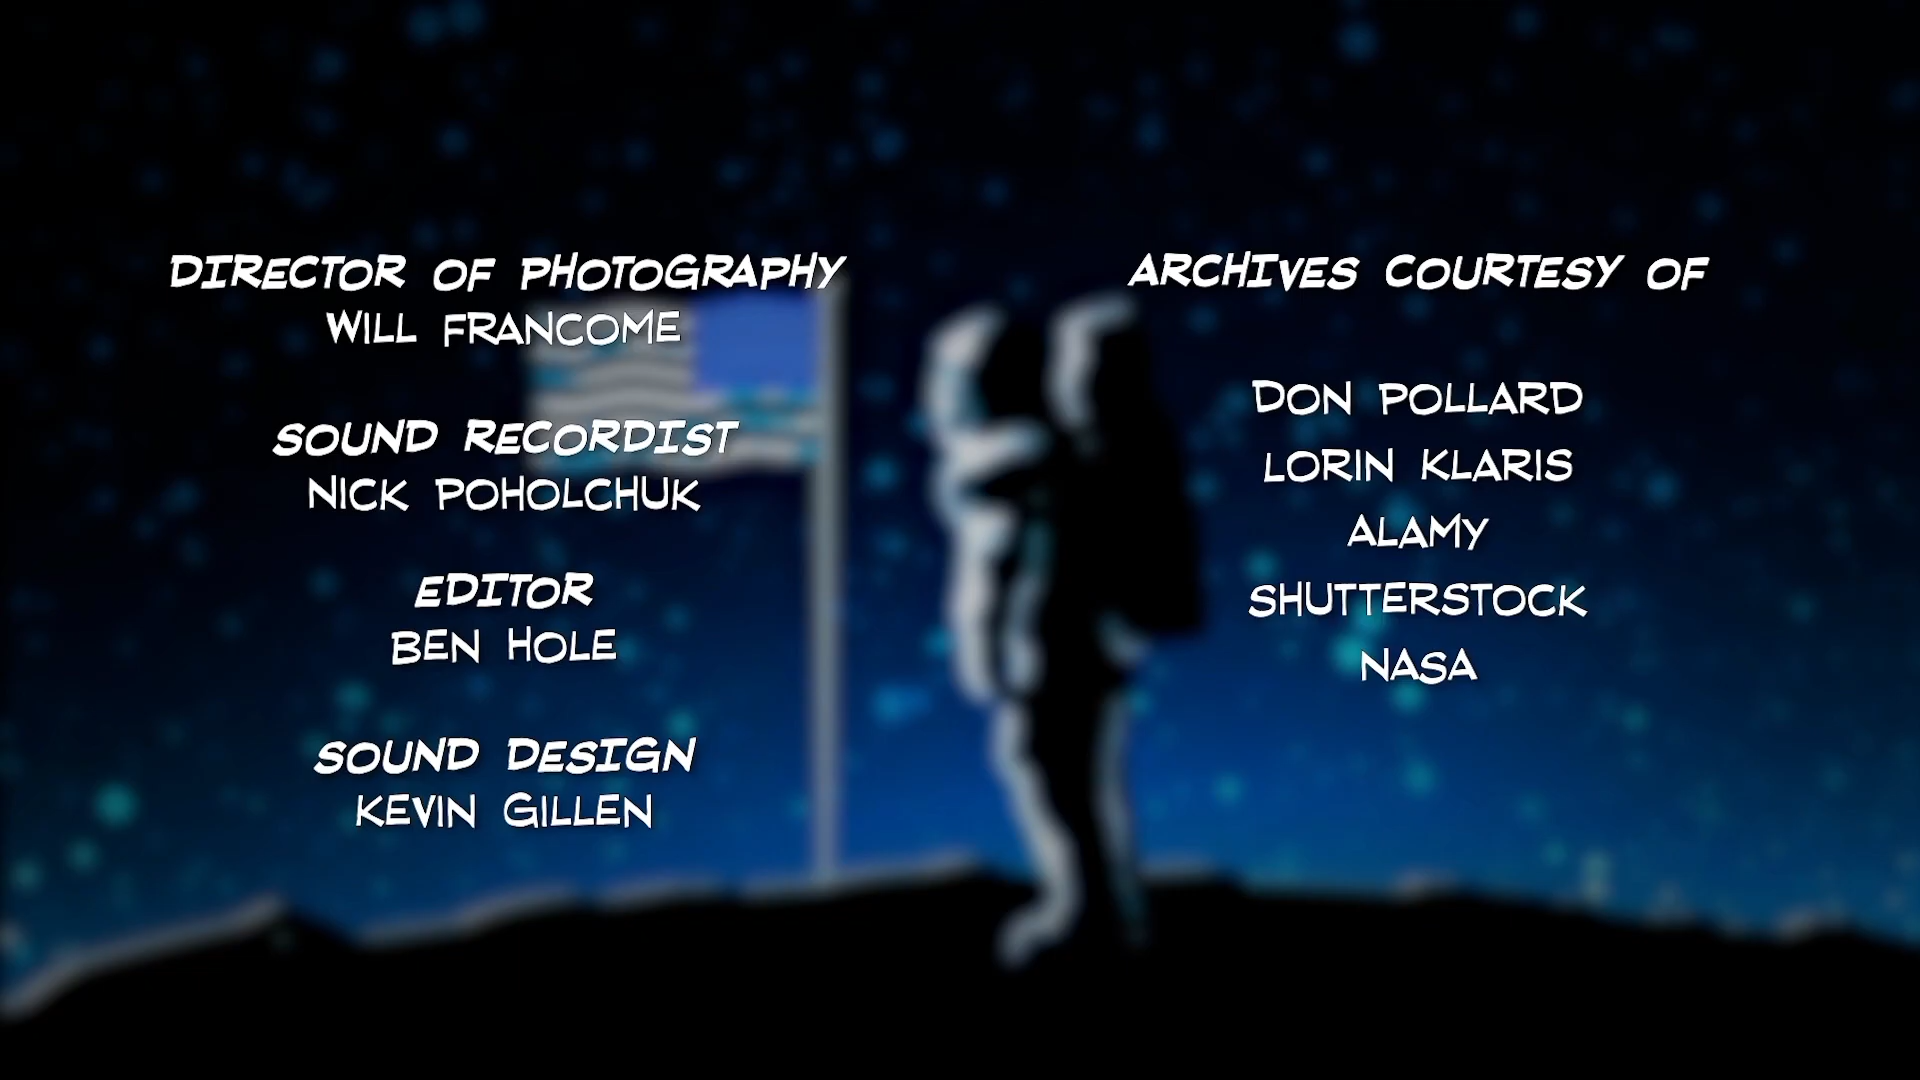 DIRECTOR OF PHOTOGRAPHY
WILL FRANCOME
SOUND RECORDIST
NICK POHOLCHUK
EDITOR
BEN HOLE
SOUND DESIGN
KEVIN GILLEN
ARCHIVES COURTESY OF
DON POLLARD
LORIN KLARIS
ALAMY
SHUTTERSTOCK
NASA